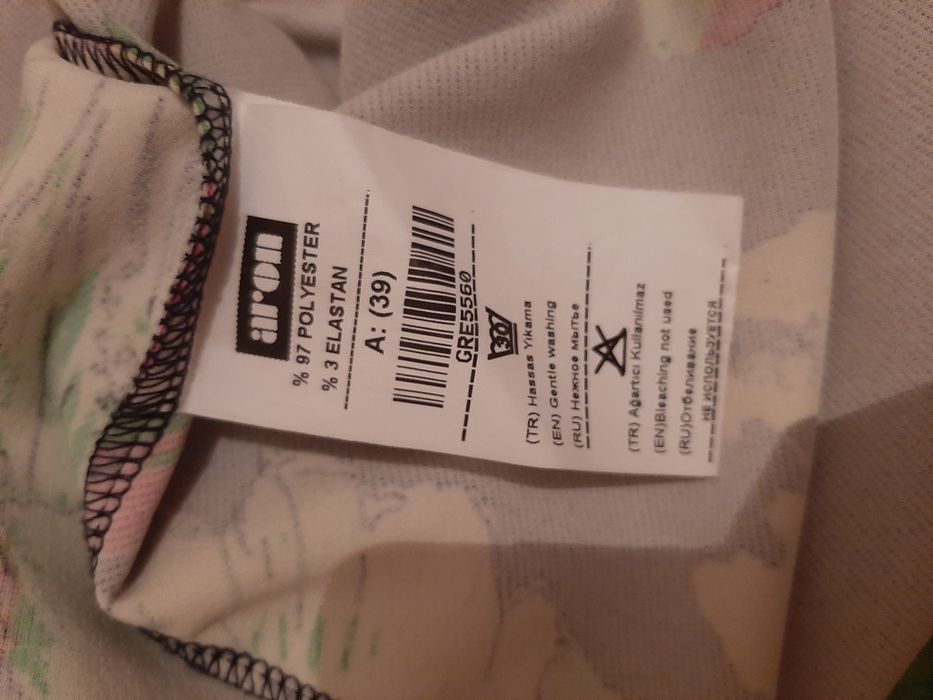 aron
% 97 POLYESTER
% 3 ELASTAN
A: (39)
GRE5560
30
(TR) Hassas Yıkama
(EN) Gentle washing
(RU) Нежное мытье
(TR) Ağartıcı Kullanılmaz
(EN)Bleaching not used
(RU)Отбеливание
не используется